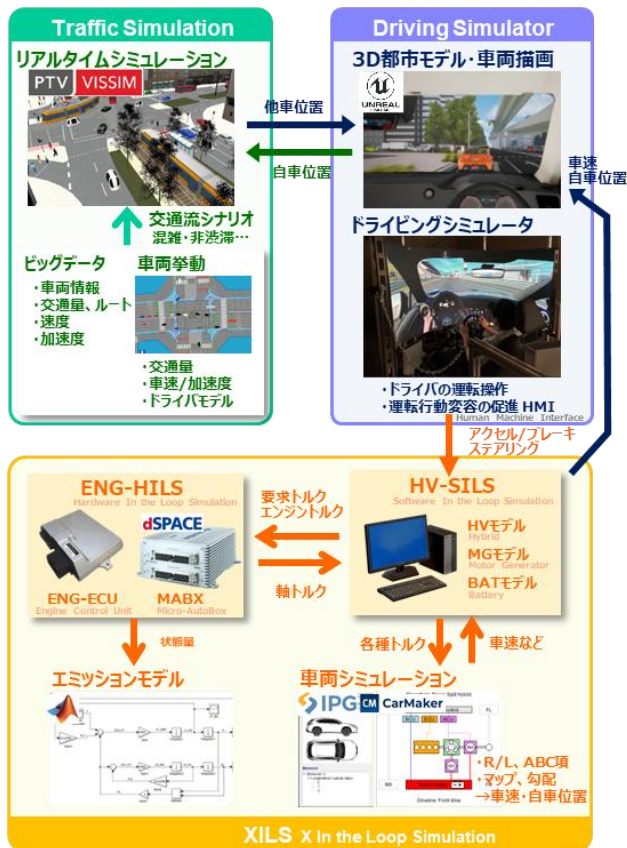 Traffic Simulation
リアルタイムシミュレーション
PTV VISSIM
交通流シナリオ
混雑・非渋滞…
ビッグデータ
・車両情報
・交通量、ルート
・速度
・加速度
車両挙動
・交通量
・車速/加速度
・ドライバモデル
他車位置
自車位置
Driving Simulator
3D都市モデル・車両描画
UNREAL
ドライビングシミュレータ
・ドライバの運転操作
・運転行動変容の促進 HMI
Human Machine Interface
車速
自車位置
アクセル/ブレーキ
ステアリング
ENG-HILS
Hardware In the Loop Simulation
dSPACE
ENG-ECU
Engine Control Unit
MABX
Micro-AutoBox
要求トルク
エンジントルク
軸トルク
HV-SILS
Software In the Loop Simulation
HVモデル
Hybrid
MGモデル
Motor Generator
BATモデル
Battery
状態量
エミッションモデル
各種トルク
車速など
車両シミュレーション
IPG CM CarMaker
FL
RR
Driveline: Front drive
・R/L、ABC項
・マップ、勾配
→車速・自車位置
XILS X In the Loop Simulation